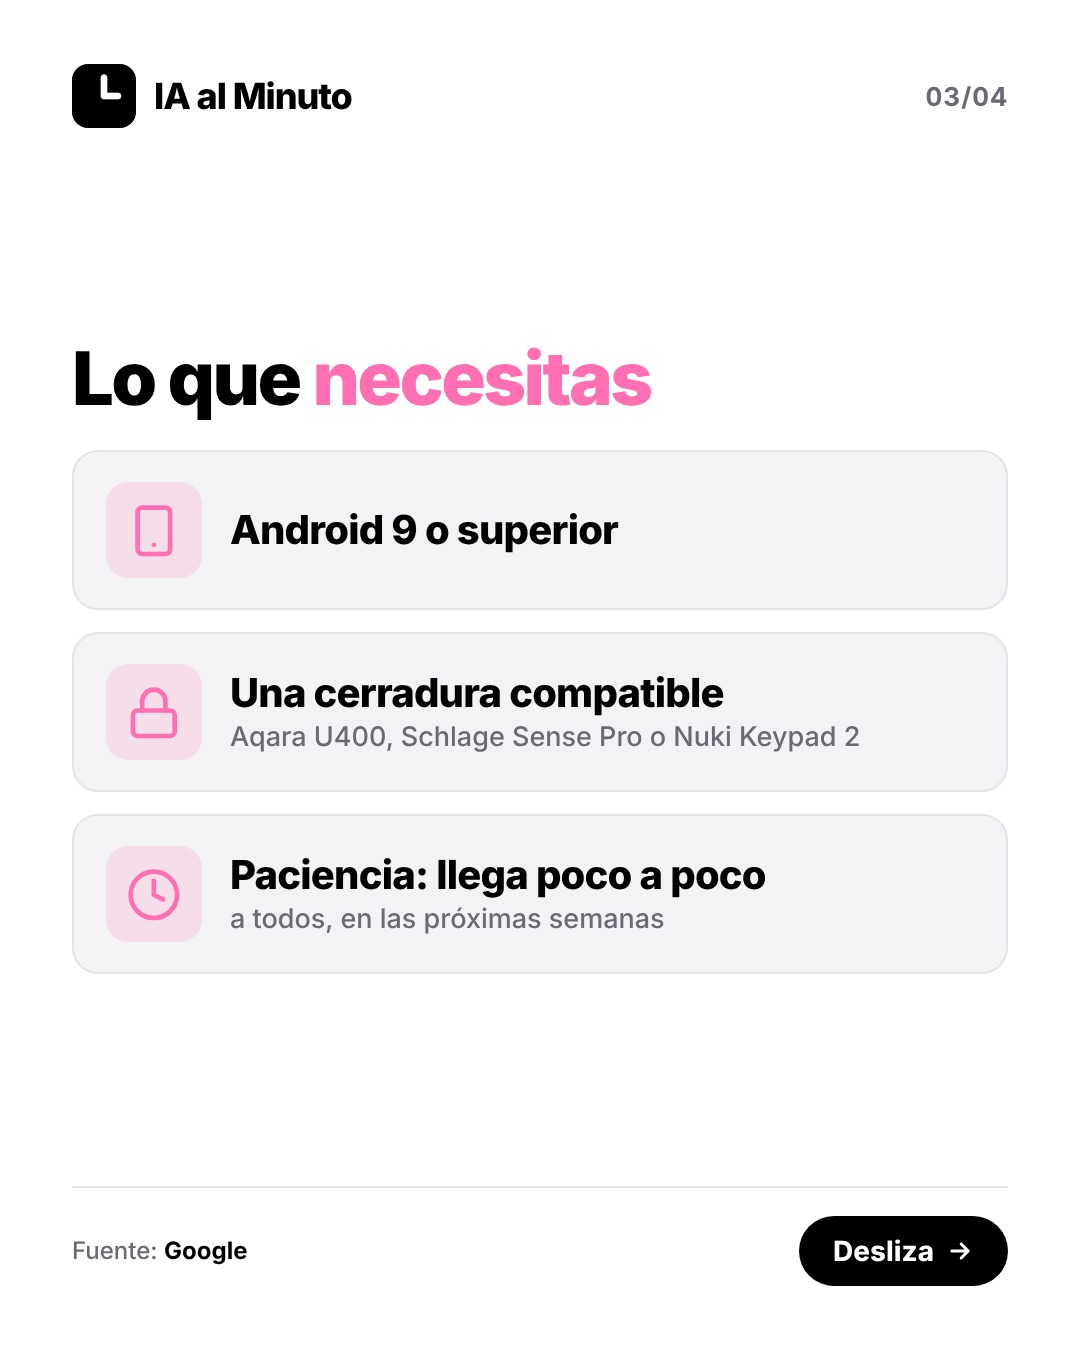 IA al Minuto
03/04
Lo que necesitas
Android 9 o superior
Una cerradura compatible
Aqara U400, Schlage Sense Pro o Nuki Keypad 2
Paciencia: llega poco a poco
a todos, en las próximas semanas
Fuente: Google
Desliza →